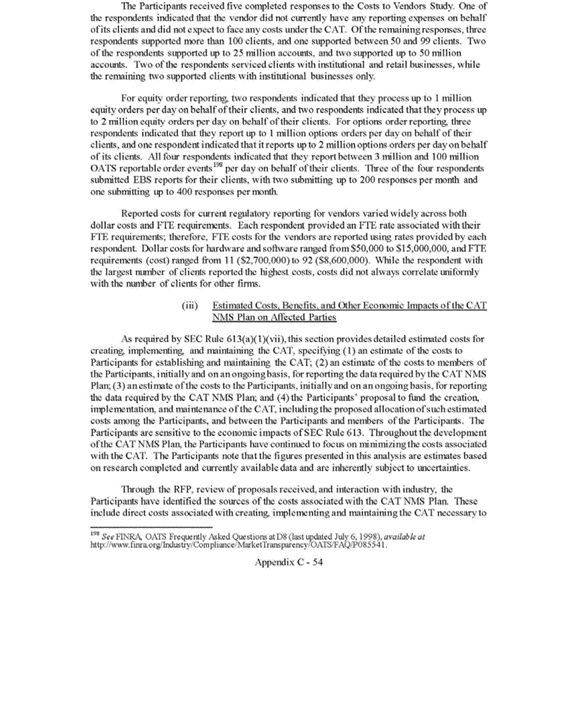 The Participants received five completed responses to the Costs to Vendors Study. One of
the respondents indicated that the vendor did not currently have any reporting expenses on behalf
of its clients and did not expect to face any costs under the CAT. Of the remaining responses, three
respondents supported more than 100 clients, and one supported between 50 and 99 clients. Two
of the respondents supported up to 25 million accounts, and two supported up to 50 million
accounts. Two of the respondents serviced clients with institutional and retail businesses, while
the remaining two supported clients with institutional businesses only.
For equity order reporting, two respondents indicated that they process up to 1 million
equity orders per day on behalf of their clients, and two respondents indicated that they process up
to 2 million equity orders per day on behalf of their clients. For options order reporting, three
respondents indicated that they report up to 1 million options orders per day on behalf of their
clients, and one respondent indicated that it reports up to 2 million options orders per day on behalf
of its clients. All four respondents indicated that they report between 3 million and 100 million
OATS reportable order events198 per day on behalf of their clients. Three of the four respondents
submitted EBS reports for their clients, with two submitting up to 200 responses per month and
one submitting up to 400 responses per month.
Reported costs for current regulatory reporting for vendors varied widely across both
dollar costs and FTE requirements. Each respondent provided an FTE rate associated with their
FTE requirements; therefore, FTE costs for the vendors are reported using rates provided by each
respondent. Dollar costs for hardware and software ranged from $50,000 to $15,000,000, and FTE
requirements (cost) ranged from 11 ($2,700,000) to 92 ($8,600,000). While the respondent with
the largest number of clients reported the highest costs, costs did not always correlate uniformly
with the number of clients for other firms.
(iii) Estimated Costs, Benefits, and Other Economic Impacts of the CAT
NMS Plan on Affected Parties
As required by SEC Rule 613(a)(1)(vii), this section provides detailed estimated costs for
creating, implementing, and maintaining the CAT, specifying (1) an estimate of the costs to
Participants for establishing and maintaining the CAT; (2) an estimate of the costs to members of
the Participants, initially and on an ongoing basis, for reporting the data required by the CAT NMS
Plan; (3) an estimate of the costs to the Participants, initially and on an ongoing basis, for reporting
the data required by the CAT NMS Plan; and (4) the Participants' proposal to fund the creation,
implementation, and maintenance of the CAT, including the proposed allocation of such estimated
costs among the Participants, and between the Participants and members of the Participants. The
Participants are sensitive to the economic impacts of SEC Rule 613. Throughout the development
of the CAT NMS Plan, the Participants have continued to focus on minimizing the costs associated
with the CAT. The Participants note that the figures presented in this analysis are estimates based
on research completed and currently available data and are inherently subject to uncertainties.
Through the RFP, review of proposals received, and interaction with industry, the
Participants have identified the sources of the costs associated with the CAT NMS Plan. These
include direct costs associated with creating, implementing and maintaining the CAT necessary to
198 See FINRA, OATS Frequently Asked Questions at D8 (last updated July 6, 1998), available at
http://www.finra.org/Industry/Compliance/MarketTransparency/OATS/FAQ/P085541.
Appendix C - 54